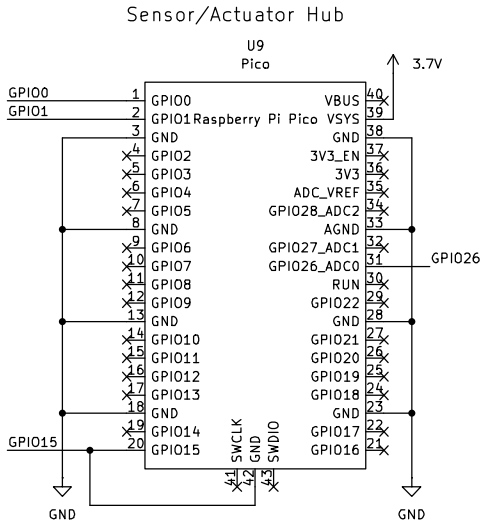 Sensor/Actuator Hub
U9
Pico
3.7V
GPIO0 1 GPIO0 VBUS 40
GPIO1 2 GPIO1 Raspberry Pi Pico VSYS 39
3 GND GND 38
4 GPIO2 3V3_EN 37
5 GPIO3 3V3 36
6 GPIO4 ADC_VREF 35
7 GPIO5 GPIO28_ADC2 34
8 GND AGND 33
9 GPIO6 GPIO27_ADC1 32
10 GPIO7 GPIO26_ADC0 31 GPIO26
11 GPIO8 RUN 30
12 GPIO9 GPIO22 29
13 GND GND 28
14 GPIO10 GPIO21 27
15 GPIO11 GPIO20 26
16 GPIO12 GPIO19 25
17 GPIO13 GPIO18 24
18 GND GND 23
19 GPIO14 GPIO17 22
GPIO15 20 GPIO15 GPIO16 21
SWCLK GND SWDIO
41 42 43
GND GND